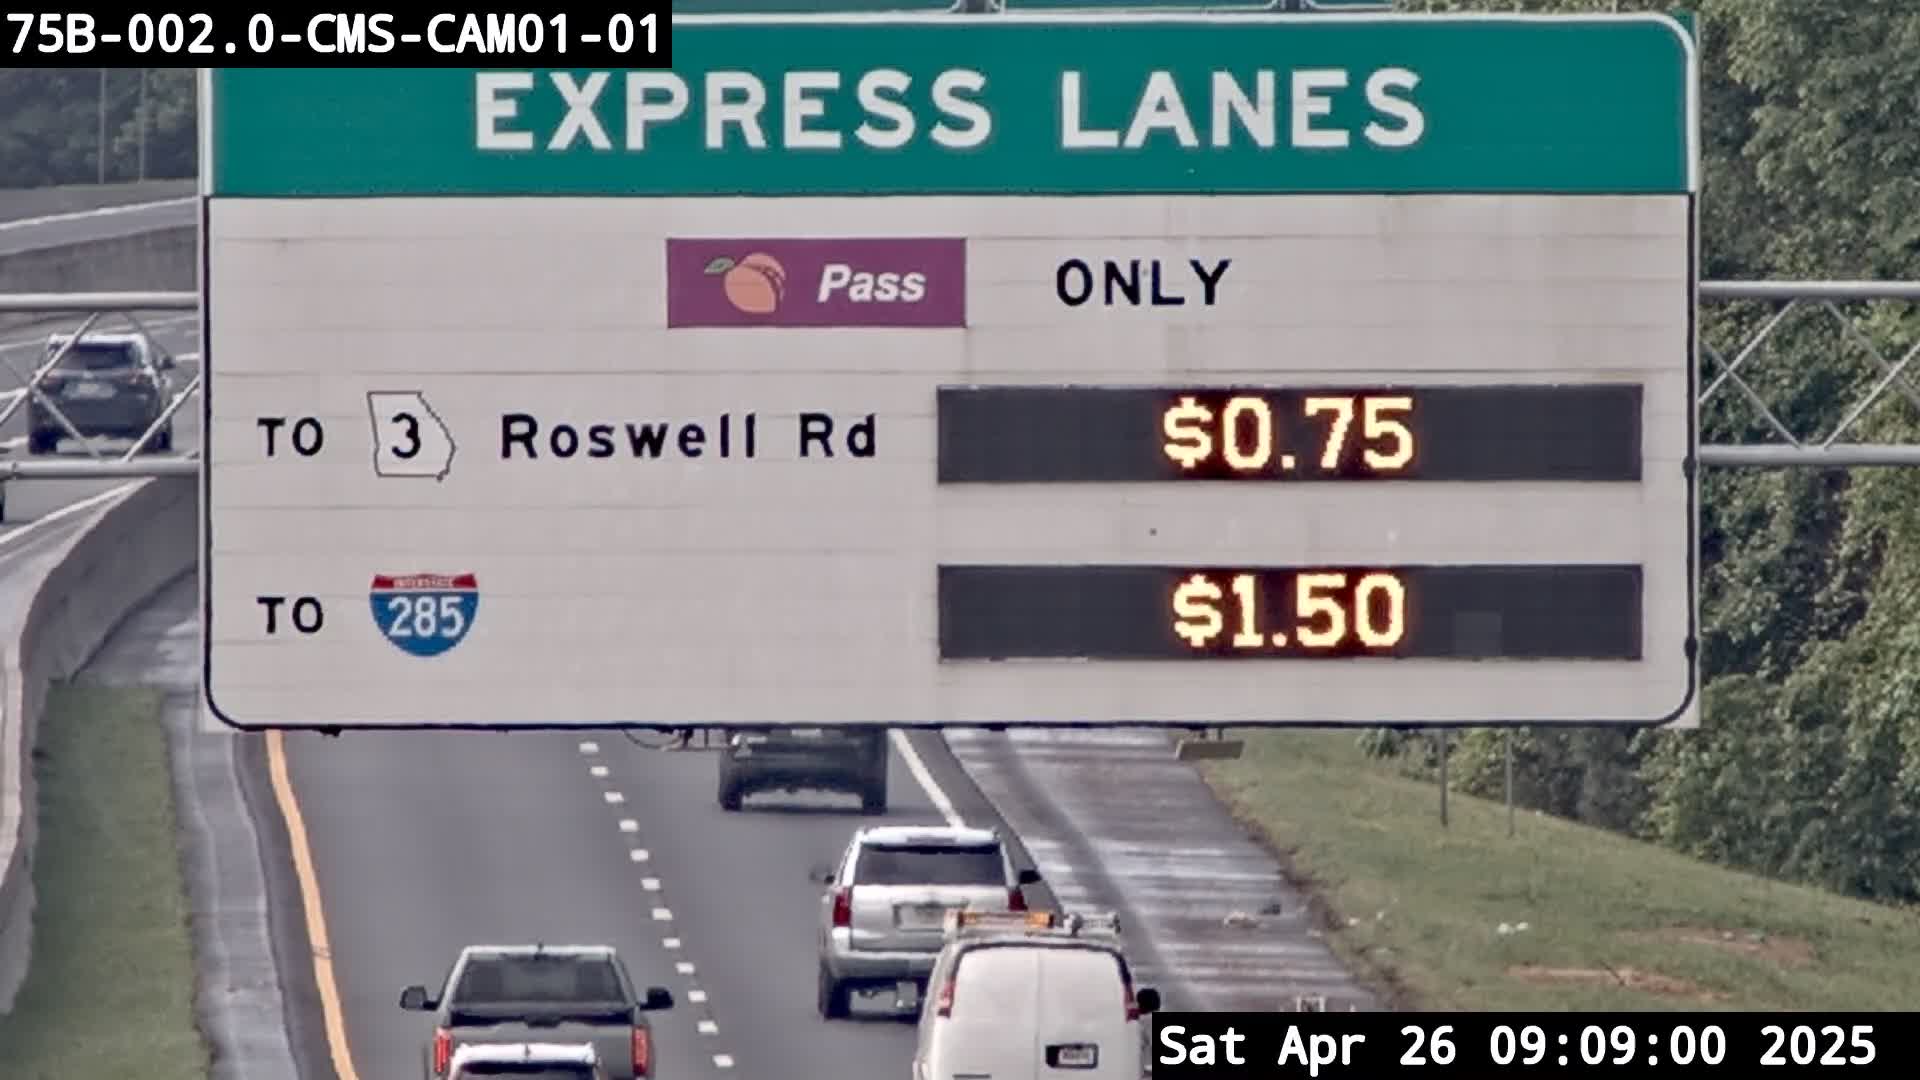 75B-002.0-CMS-CAM01-01
EXPRESS LANES
Pass ONLY
TO 3 Roswell Rd $0.75
INTERSTATE
TO 285 $1.50
Sat Apr 26 09:09:00 2025